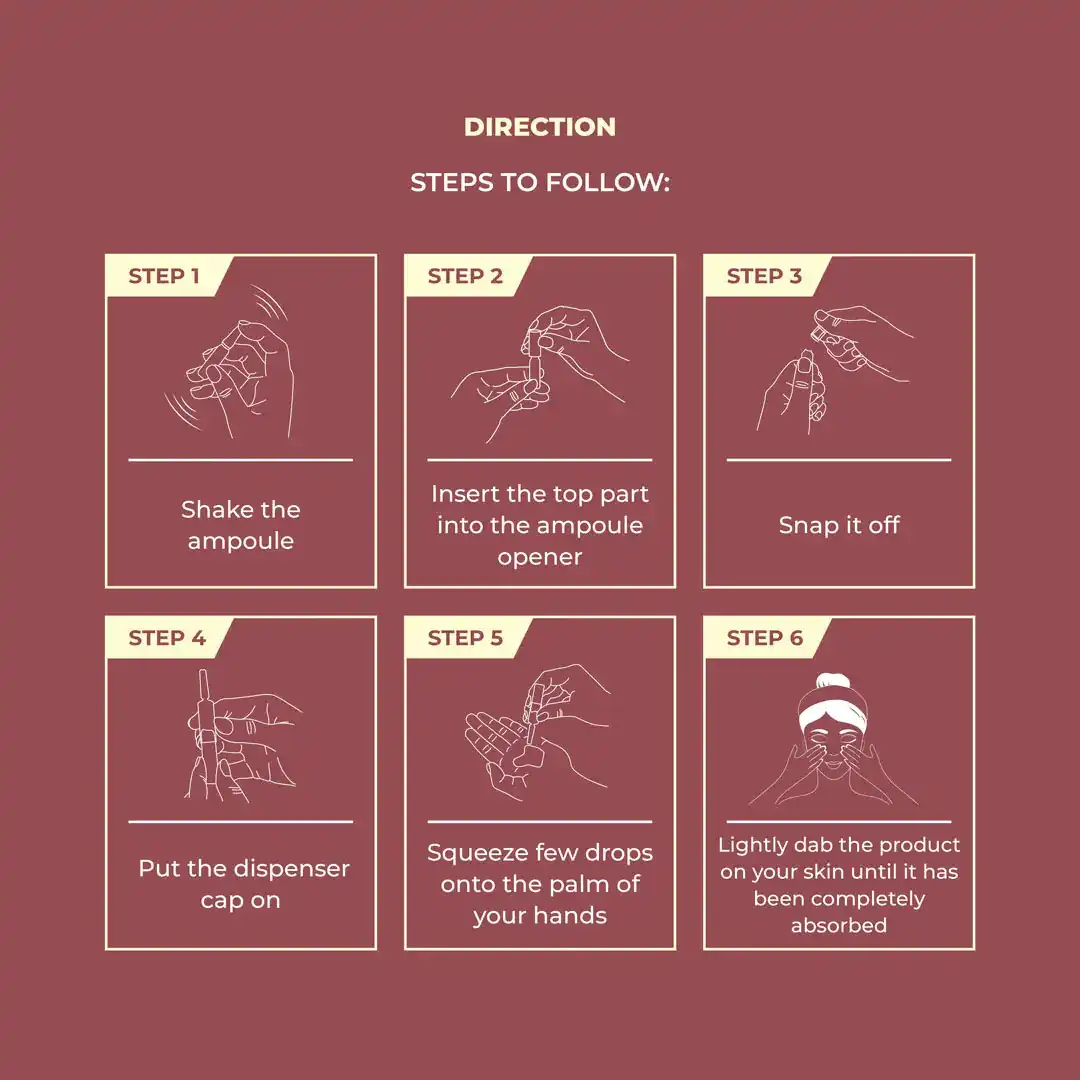 DIRECTION
STEPS TO FOLLOW:
STEP 1
Shake the
ampoule
STEP 2
Insert the top part
into the ampoule
opener
STEP 3
Snap it off
STEP 4
Put the dispenser
cap on
STEP 5
Squeeze few drops
onto the palm of
your hands
STEP 6
Lightly dab the product
on your skin until it has
been completely
absorbed